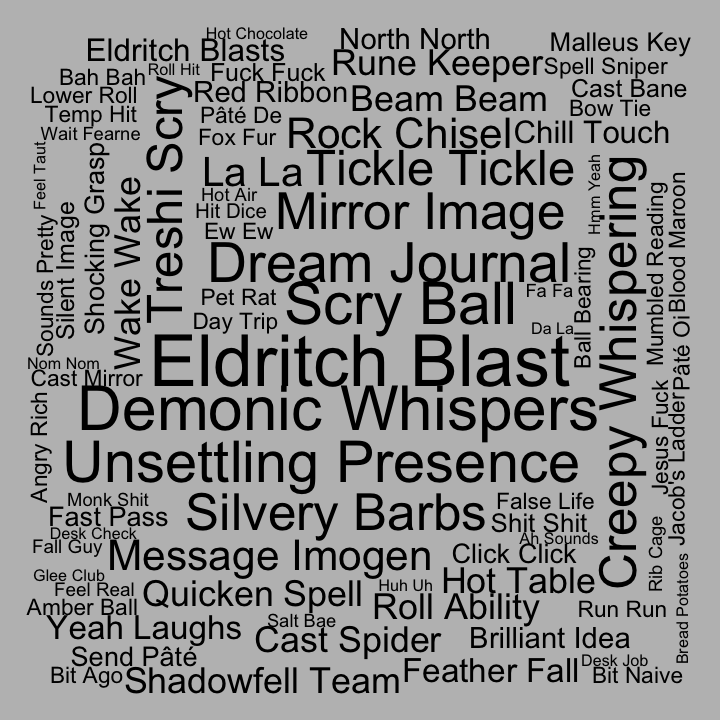 Hot Chocolate
North North
Malleus Key
Eldritch Blasts
Rune Keeper
Spell Sniper
Bah Bah
Roll Hit
Fuck Fuck
Lower Roll
Red Ribbon
Beam Beam
Cast Bane
Temp Hit
Pâté De
Bow Tie
Wait Fearne
Fox Fur
Rock Chisel
Chill Touch
Feel Taut
Shocking Grasp
Treshi Scry
La La
Tickle Tickle
Hmm Yeah
Creepy Whispering
Mumbled Reading
Blood Maroon
Hot Air
Hit Dice
Mirror Image
Ew Ew
Sounds Pretty
Silent Image
Wake Wake
Dream Journal
Ball Bearing
Pet Rat
Scry Ball
Fa Fa
Day Trip
Da La
Pâté Oi
Nom Nom
Cast Mirror
Eldritch Blast
Angry Rich
Demonic Whispers
Jesus Fuck
Jacob's Ladder
Unsettling Presence
Monk Shit
Fast Pass
Silvery Barbs
False Life
Shit Shit
Desk Check
Ah Sounds
Fall Guy
Message Imogen
Click Click
Rib Cage
Bread Potatoes
Glee Club
Feel Real
Quicken Spell
Huh Uh
Hot Table
Amber Ball
Roll Ability
Run Run
Yeah Laughs
Salt Bae
Cast Spider
Brilliant Idea
Send Pâté
Desk Job
Bit Ago
Shadowfell Team
Feather Fall
Bit Naive